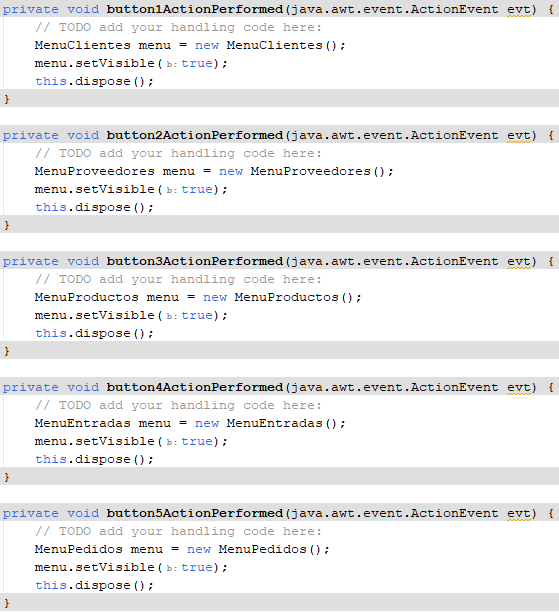 private void button1ActionPerformed(java.awt.event.ActionEvent evt) {
    // TODO add your handling code here:
    MenuClientes menu = new MenuClientes();
    menu.setVisible( b: true);
    this.dispose();
}
private void button2ActionPerformed(java.awt.event.ActionEvent evt) {
    // TODO add your handling code here:
    MenuProveedores menu = new MenuProveedores();
    menu.setVisible( b: true);
    this.dispose();
}
private void button3ActionPerformed(java.awt.event.ActionEvent evt) {
    // TODO add your handling code here:
    MenuProductos menu = new MenuProductos();
    menu.setVisible( b: true);
    this.dispose();
}
private void button4ActionPerformed(java.awt.event.ActionEvent evt) {
    // TODO add your handling code here:
    MenuEntradas menu = new MenuEntradas();
    menu.setVisible( b: true);
    this.dispose();
}
private void button5ActionPerformed(java.awt.event.ActionEvent evt) {
    // TODO add your handling code here:
    MenuPedidos menu = new MenuPedidos();
    menu.setVisible( b: true);
    this.dispose();
}